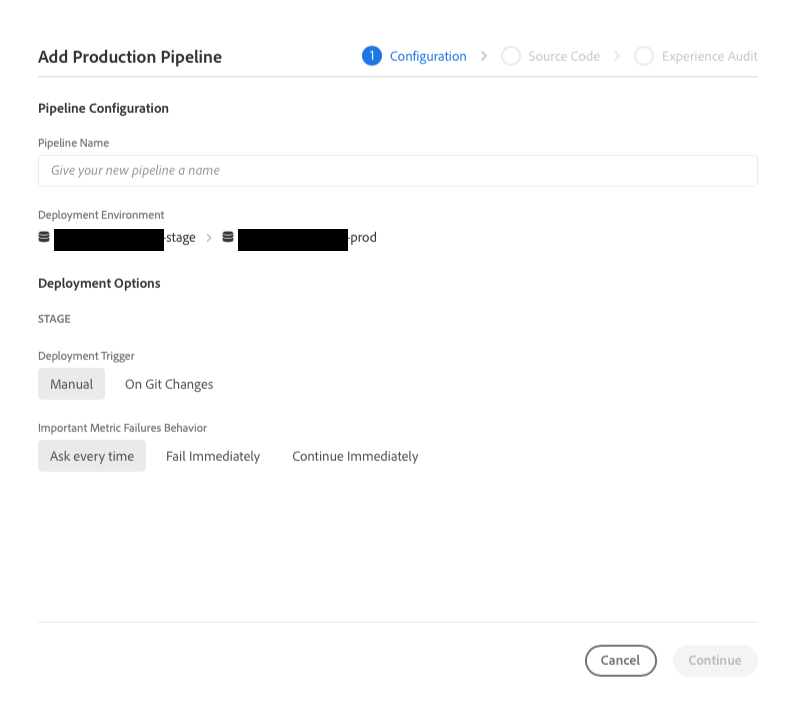 Add Production Pipeline 1 Configuration > Source Code > Experience Audit
Pipeline Configuration
Pipeline Name
Give your new pipeline a name
Deployment Environment
-stage > -prod
Deployment Options
STAGE
Deployment Trigger
Manual On Git Changes
Important Metric Failures Behavior
Ask every time Fail Immediately Continue Immediately
Cancel Continue